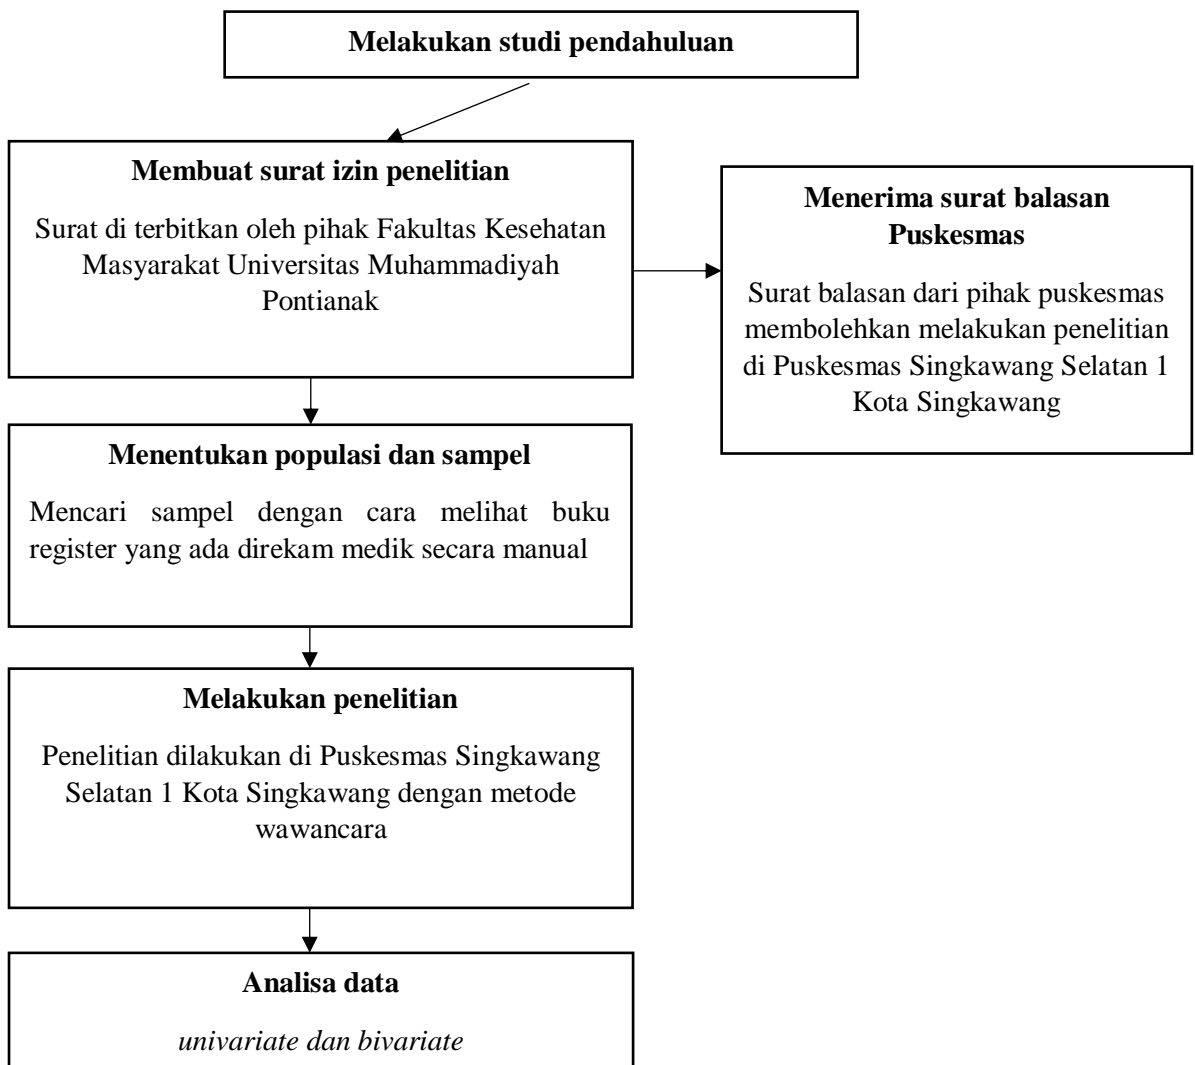 Melakukan studi pendahuluan
Membuat surat izin penelitian
Surat di terbitkan oleh pihak Fakultas Kesehatan
Masyarakat Universitas Muhammadiyah
Pontianak
Menerima surat balasan
Puskesmas
Surat balasan dari pihak puskesmas
membolehkan melakukan penelitian
di Puskesmas Singkawang Selatan 1
Kota Singkawang
Menentukan populasi dan sampel
Mencari sampel dengan cara melihat buku
register yang ada direkam medik secara manual
Melakukan penelitian
Penelitian dilakukan di Puskesmas Singkawang
Selatan 1 Kota Singkawang dengan metode
wawancara
Analisa data
univariate dan bivariate